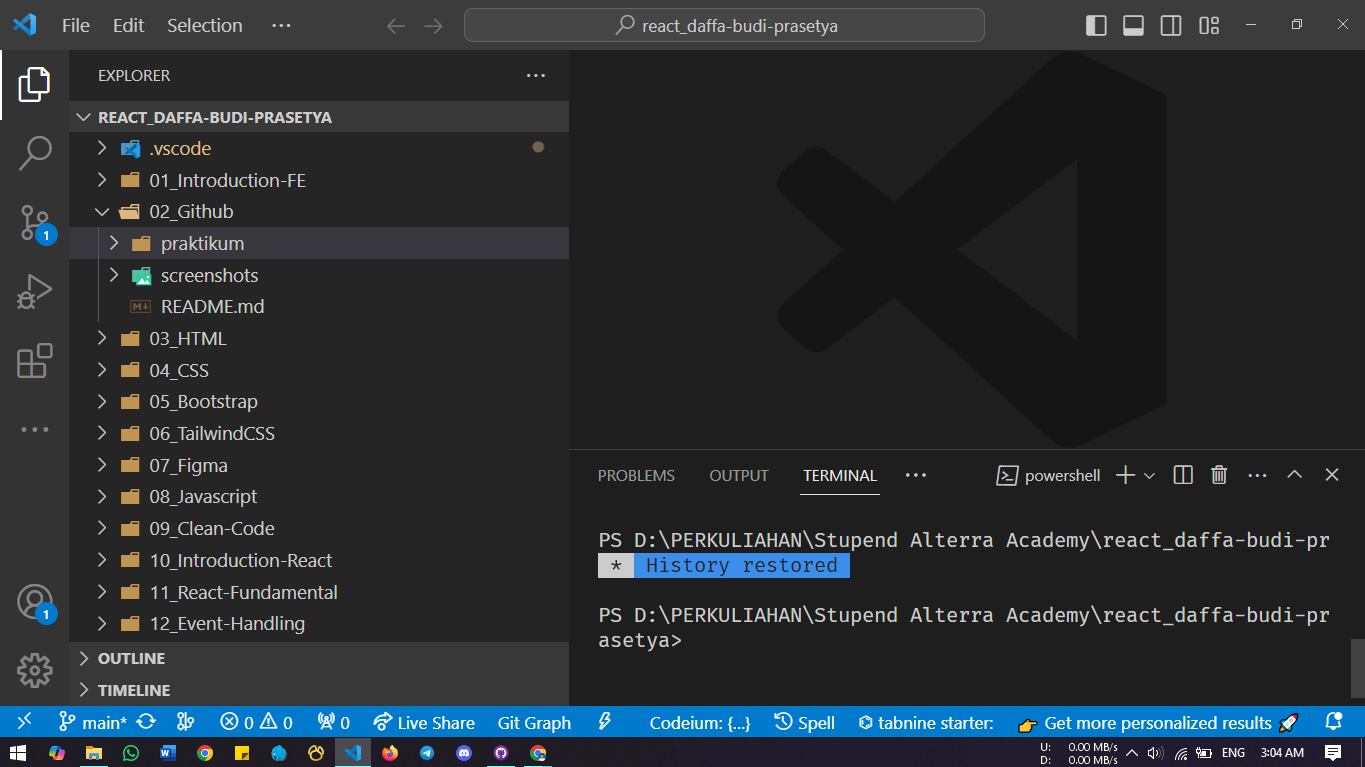 File Edit Selection ···
react_daffa-budi-prasetya
EXPLORER
REACT_DAFFA-BUDI-PRASETYA
.vscode
01_Introduction-FE
02_Github
praktikum
screenshots
README.md
03_HTML
04_CSS
05_Bootstrap
06_TailwindCSS
07_Figma
08_Javascript
09_Clean-Code
10_Introduction-React
11_React-Fundamental
12_Event-Handling
OUTLINE
TIMELINE
1
1
PROBLEMS OUTPUT TERMINAL ··· powershell
PS D:\PERKULIAHAN\Stupend Alterra Academy\react_daffa-budi-pr
* History restored
PS D:\PERKULIAHAN\Stupend Alterra Academy\react_daffa-budi-pr
asetya>
main* 0 0 0 Live Share Git Graph Codeium: {...} Spell tabnine starter: 👉 Get more personalized results 🚀
U: 0.00 MB/s
D: 0.00 MB/s
ENG 3:04 AM